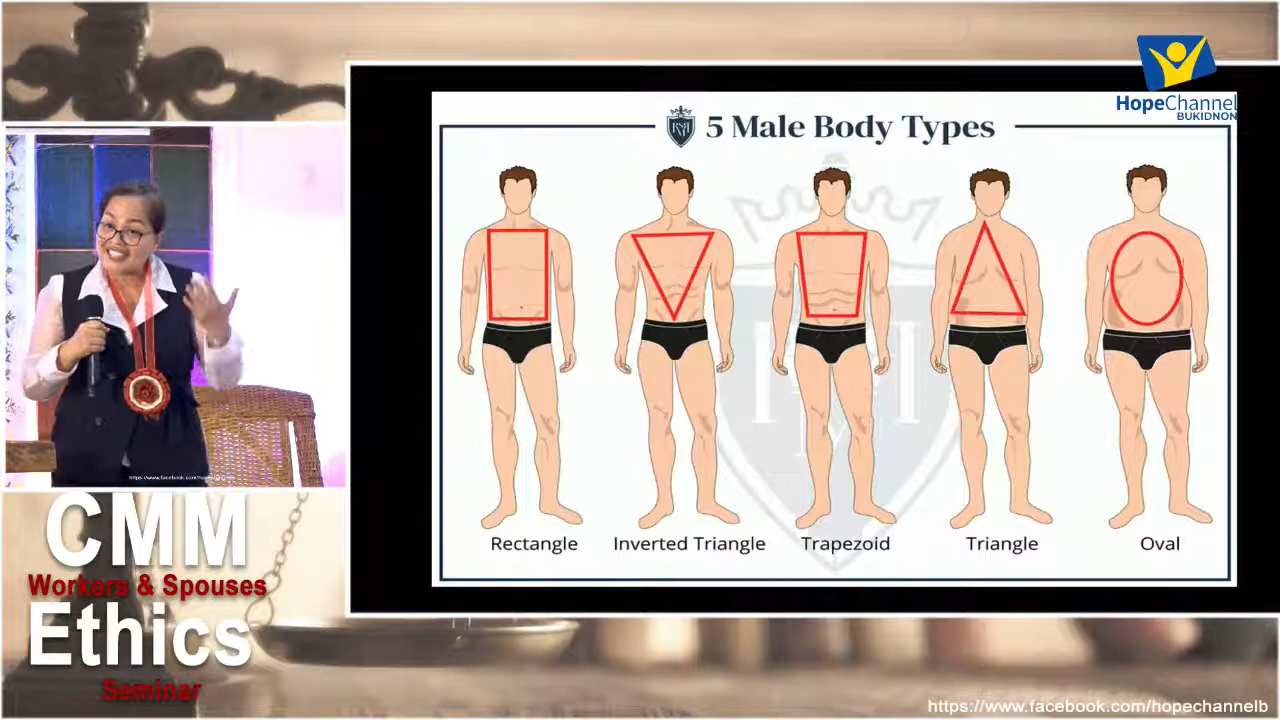 HopeChannel
BUKIDNON
5 Male Body Types
Rectangle
Inverted Triangle
Trapezoid
Triangle
Oval
CMM
Workers & Spouses
Ethics
Seminar
https://www.facebook.com/hopechannelb